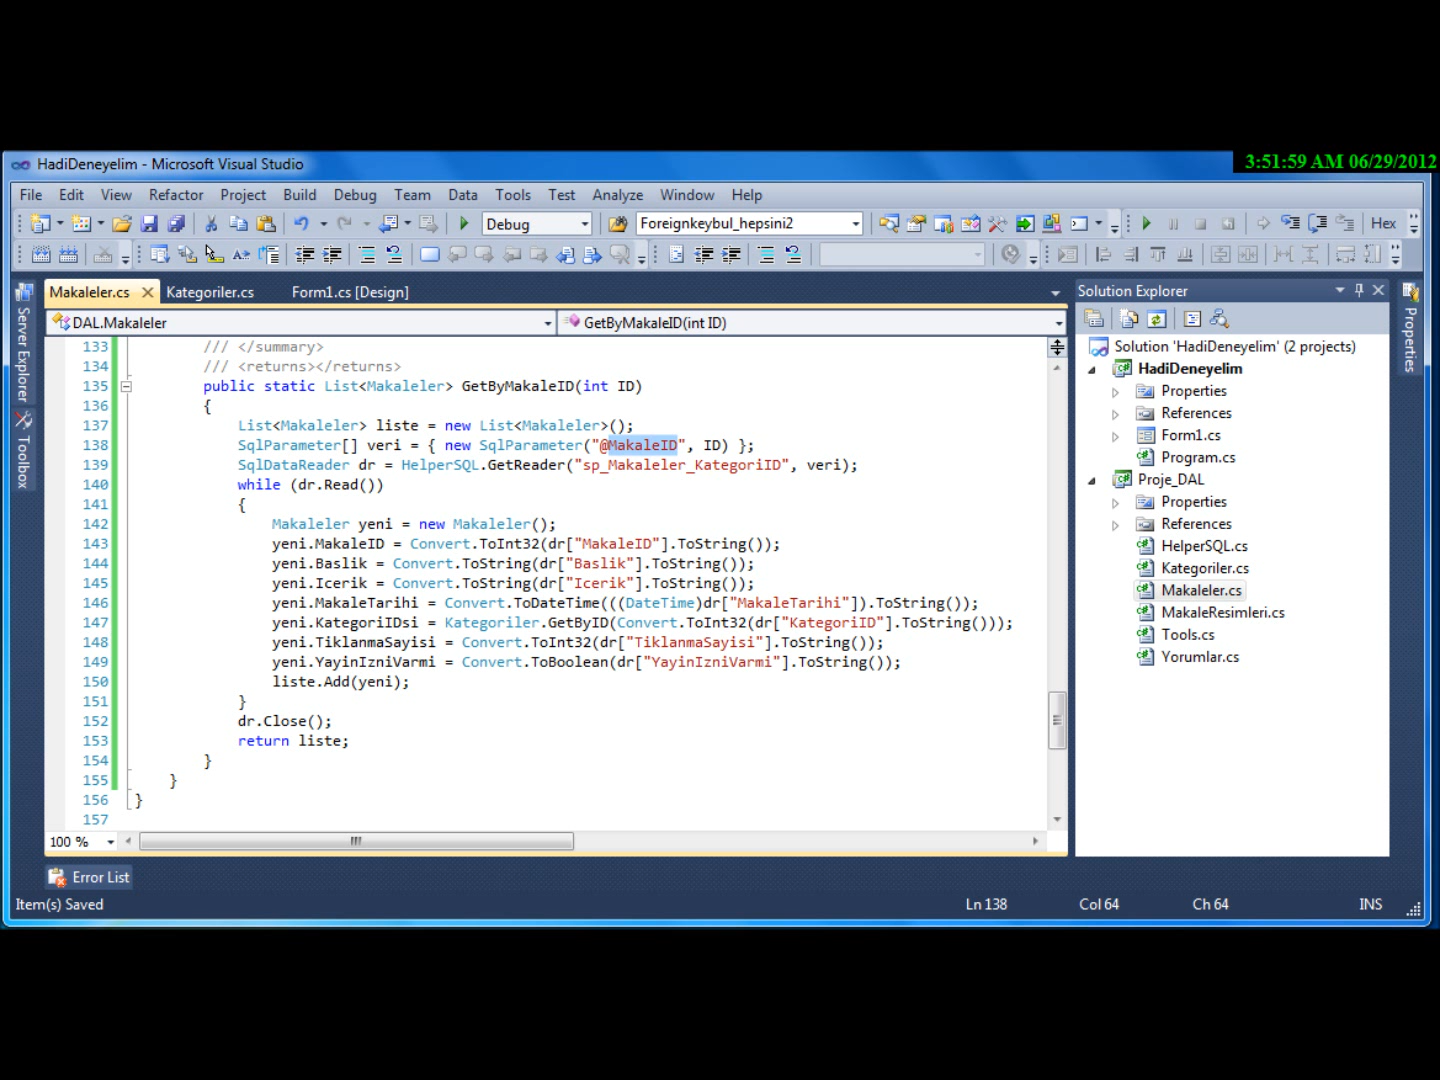 HadiDeneyelim - Microsoft Visual Studio
3:51:59 AM 06/29/2012
File Edit View Refactor Project Build Debug Team Data Tools Test Analyze Window Help
Debug Foreignkeybul_hepsini2 Hex
Makaleler.cs Kategoriler.cs Form1.cs [Design]
DAL.Makaleler GetByMakaleID(int ID)
133 /// </summary>
134 /// <returns></returns>
135 public static List<Makaleler> GetByMakaleID(int ID)
136 {
137 List<Makaleler> liste = new List<Makaleler>();
138 SqlParameter[] veri = { new SqlParameter("@MakaleID", ID) };
139 SqlDataReader dr = HelperSQL.GetReader("sp_Makaleler_KategoriID", veri);
140 while (dr.Read())
141 {
142 Makaleler yeni = new Makaleler();
143 yeni.MakaleID = Convert.ToInt32(dr["MakaleID"].ToString());
144 yeni.Baslik = Convert.ToString(dr["Baslik"].ToString());
145 yeni.Icerik = Convert.ToString(dr["Icerik"].ToString());
146 yeni.MakaleTarihi = Convert.ToDateTime(((DateTime)dr["MakaleTarihi"]).ToString());
147 yeni.KategoriIDsi = Kategoriler.GetByID(Convert.ToInt32(dr["KategoriID"].ToString()));
148 yeni.TiklanmaSayisi = Convert.ToInt32(dr["TiklanmaSayisi"].ToString());
149 yeni.YayinIzniVarmi = Convert.ToBoolean(dr["YayinIzniVarmi"].ToString());
150 liste.Add(yeni);
151 }
152 dr.Close();
153 return liste;
154 }
155 }
156 }
157
100 %
Error List
Item(s) Saved
Ln 138 Col 64 Ch 64 INS
Server Explorer
Toolbox
Solution Explorer
Solution 'HadiDeneyelim' (2 projects)
HadiDeneyelim
Properties
References
Form1.cs
Program.cs
Proje_DAL
Properties
References
HelperSQL.cs
Kategoriler.cs
Makaleler.cs
MakaleResimleri.cs
Tools.cs
Yorumlar.cs
Properties